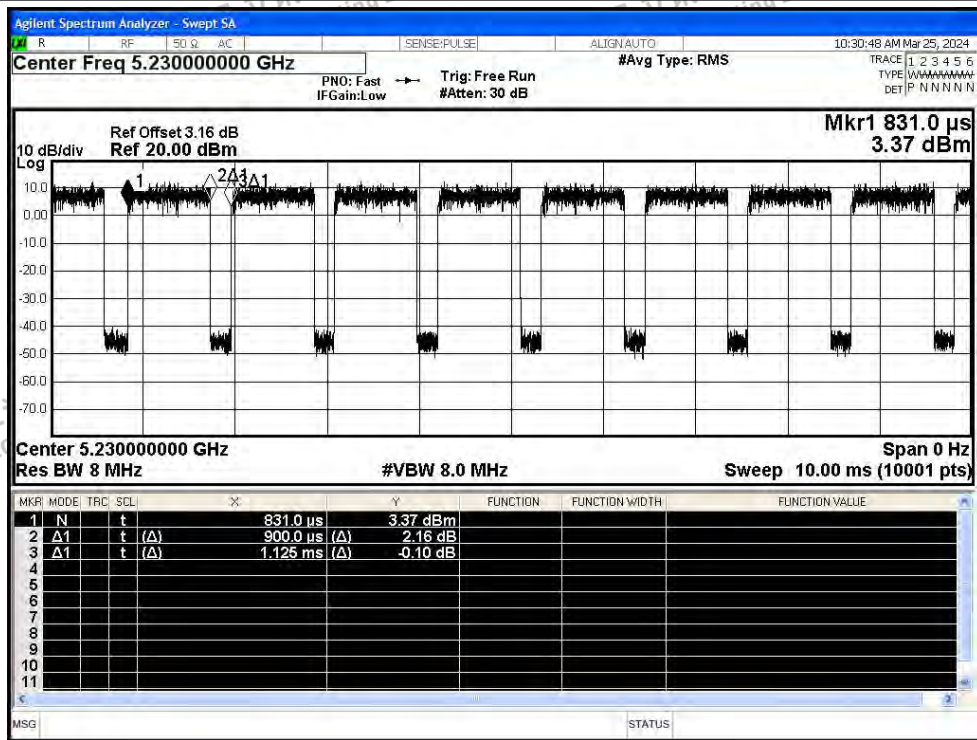 Agilent Spectrum Analyzer - Swept SA
R RF 50 Ω AC SENSE:PULSE ALIGN AUTO 10:30:48 AM Mar 25, 2024
Center Freq 5.230000000 GHz
#Avg Type: RMS
TRACE 1 2 3 4 5 6
PNO: Fast Trig: Free Run
TYPE WWWWWW
IFGain:Low #Atten: 30 dB
DET P N N N N N
Mkr1 831.0 µs
Ref Offset 3.16 dB
10 dB/div Ref 20.00 dBm
3.37 dBm
Log
1 2Δ1 3Δ1
10.0
0.00
-10.0
-20.0
-30.0
-40.0
-50.0
-60.0
-70.0
Center 5.230000000 GHz Span 0 Hz
Res BW 8 MHz #VBW 8.0 MHz Sweep 10.00 ms (10001 pts)
MKR MODE TRC SCL X Y FUNCTION FUNCTION WIDTH FUNCTION VALUE
1 N t 831.0 µs 3.37 dBm
2 Δ1 t (Δ) 900.0 µs (Δ) 2.16 dB
3 Δ1 t (Δ) 1.125 ms (Δ) -0.10 dB
4
5
6
7
8
9
10
11
MSG STATUS